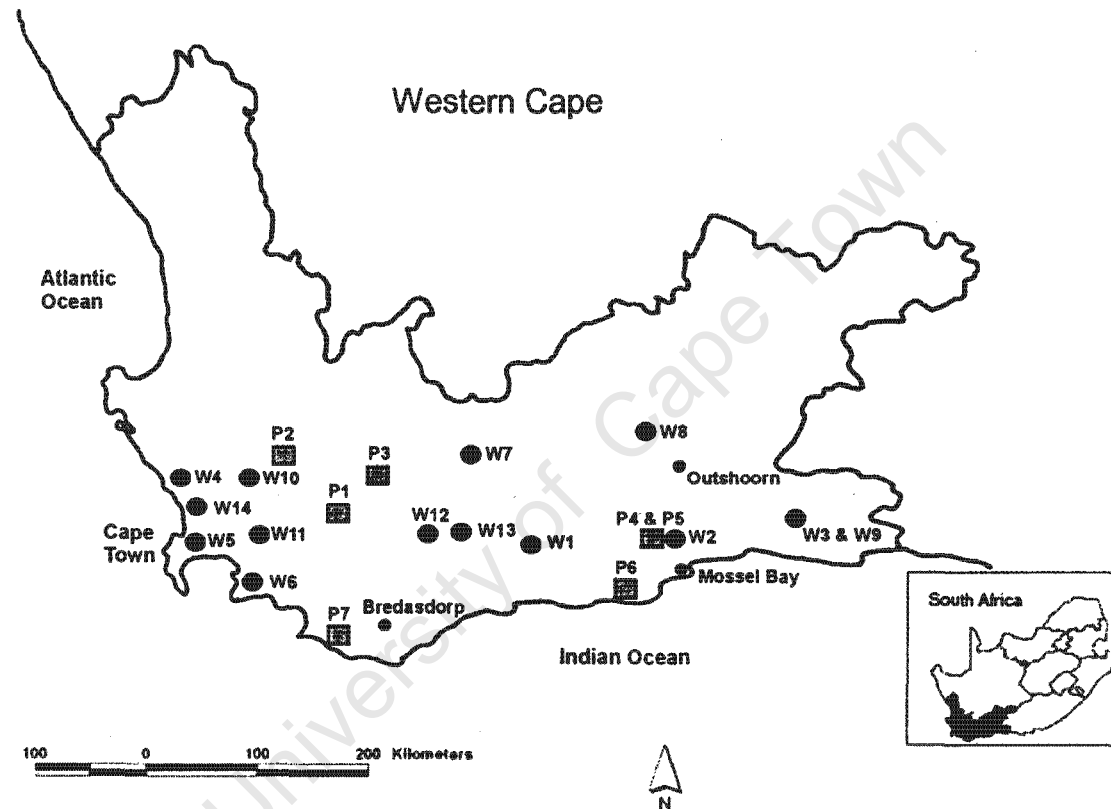 Western Cape
Atlantic
Ocean
P2
P3
W7
W8
Outshoorn
W4
W10
P1
W14
Cape
Town
W5
W11
W12
W13
W1
P4 & P5
W2
W3 & W9
W6
P6
Mossel Bay
P7
Bredasdorp
Indian Ocean
South Africa
100 0 100 200 Kilometers
N
University of Cape Town